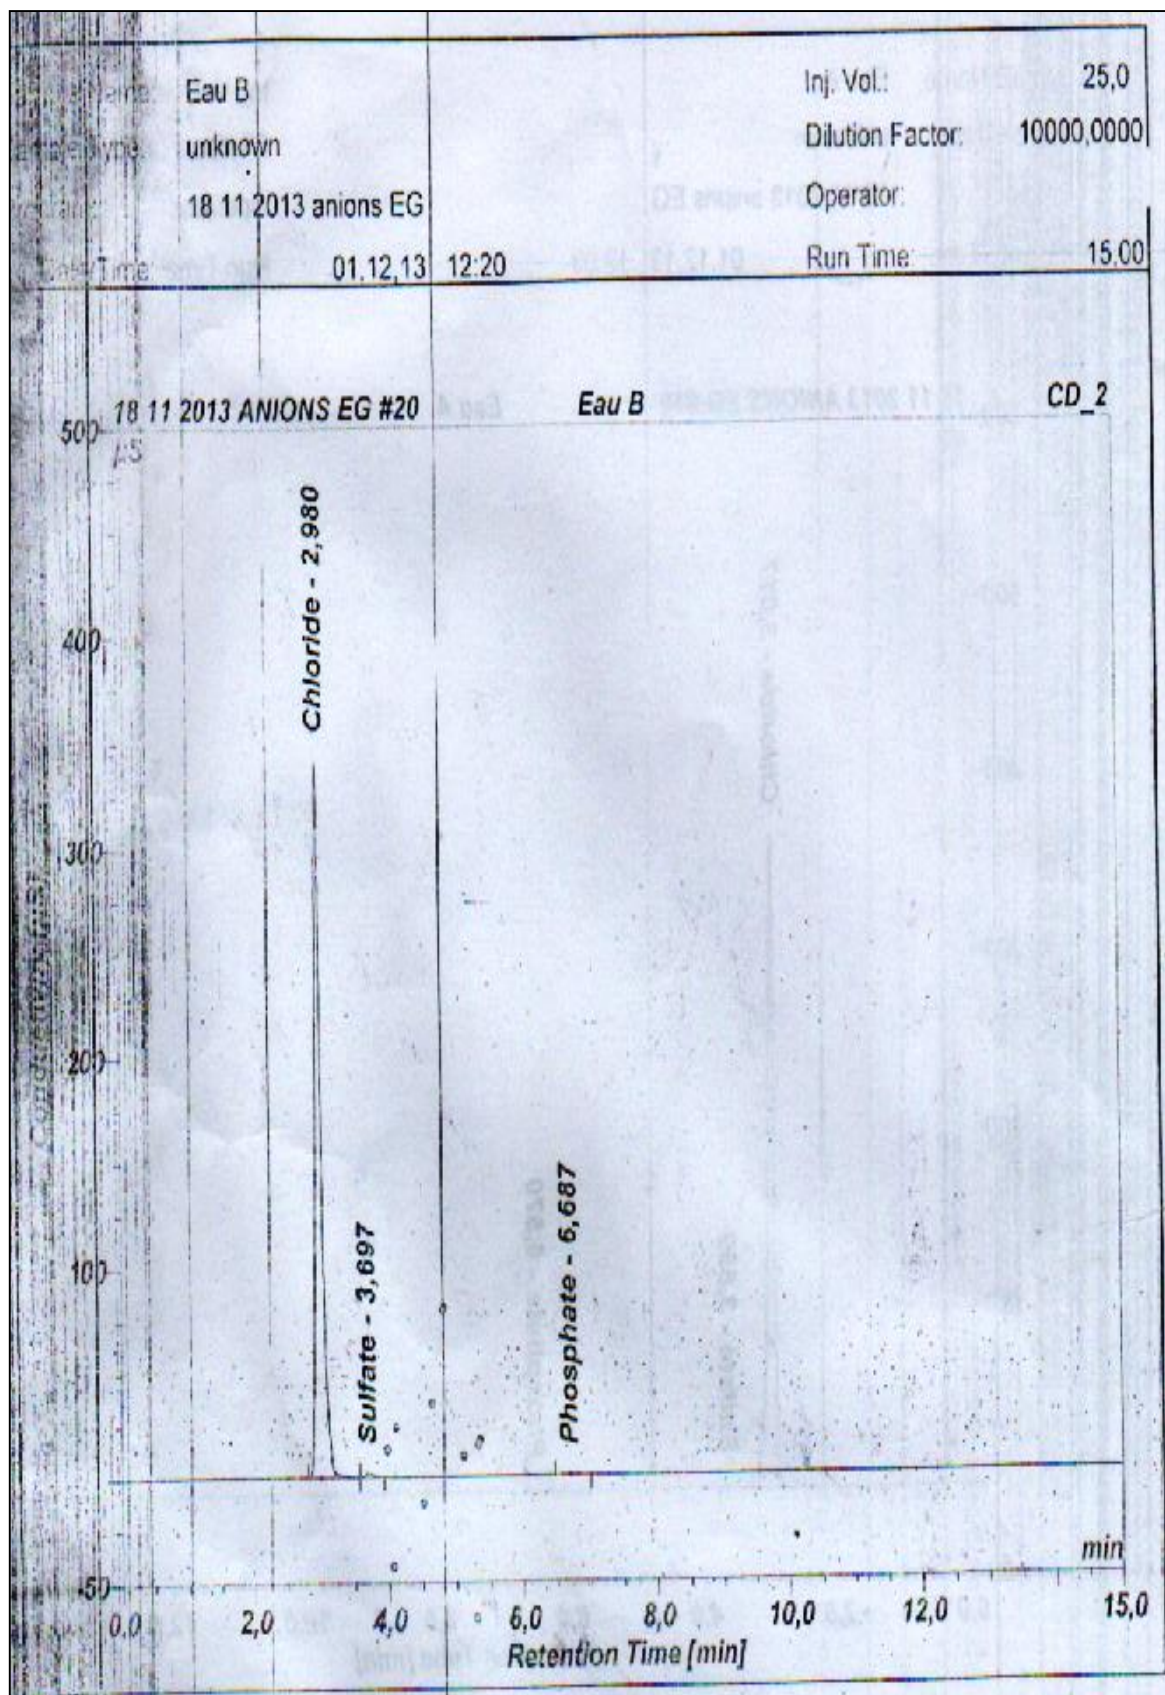 Eau B
Inj. Vol.: 25,0
unknown
Dilution Factor: 10000,0000
18 11 2013 anions EG
Operator:
01.12,13 12:20
Run Time: 15,00
18 11 2013 ANIONS EG #20 Eau B CD_2
500
µS
Chloride - 2,980
400
300
200
Sulfate - 3,697
Phosphate - 6,687
100
min
-50
0,0 2,0 4,0 6,0 8,0 10,0 12,0 15,0
Retention Time [min]